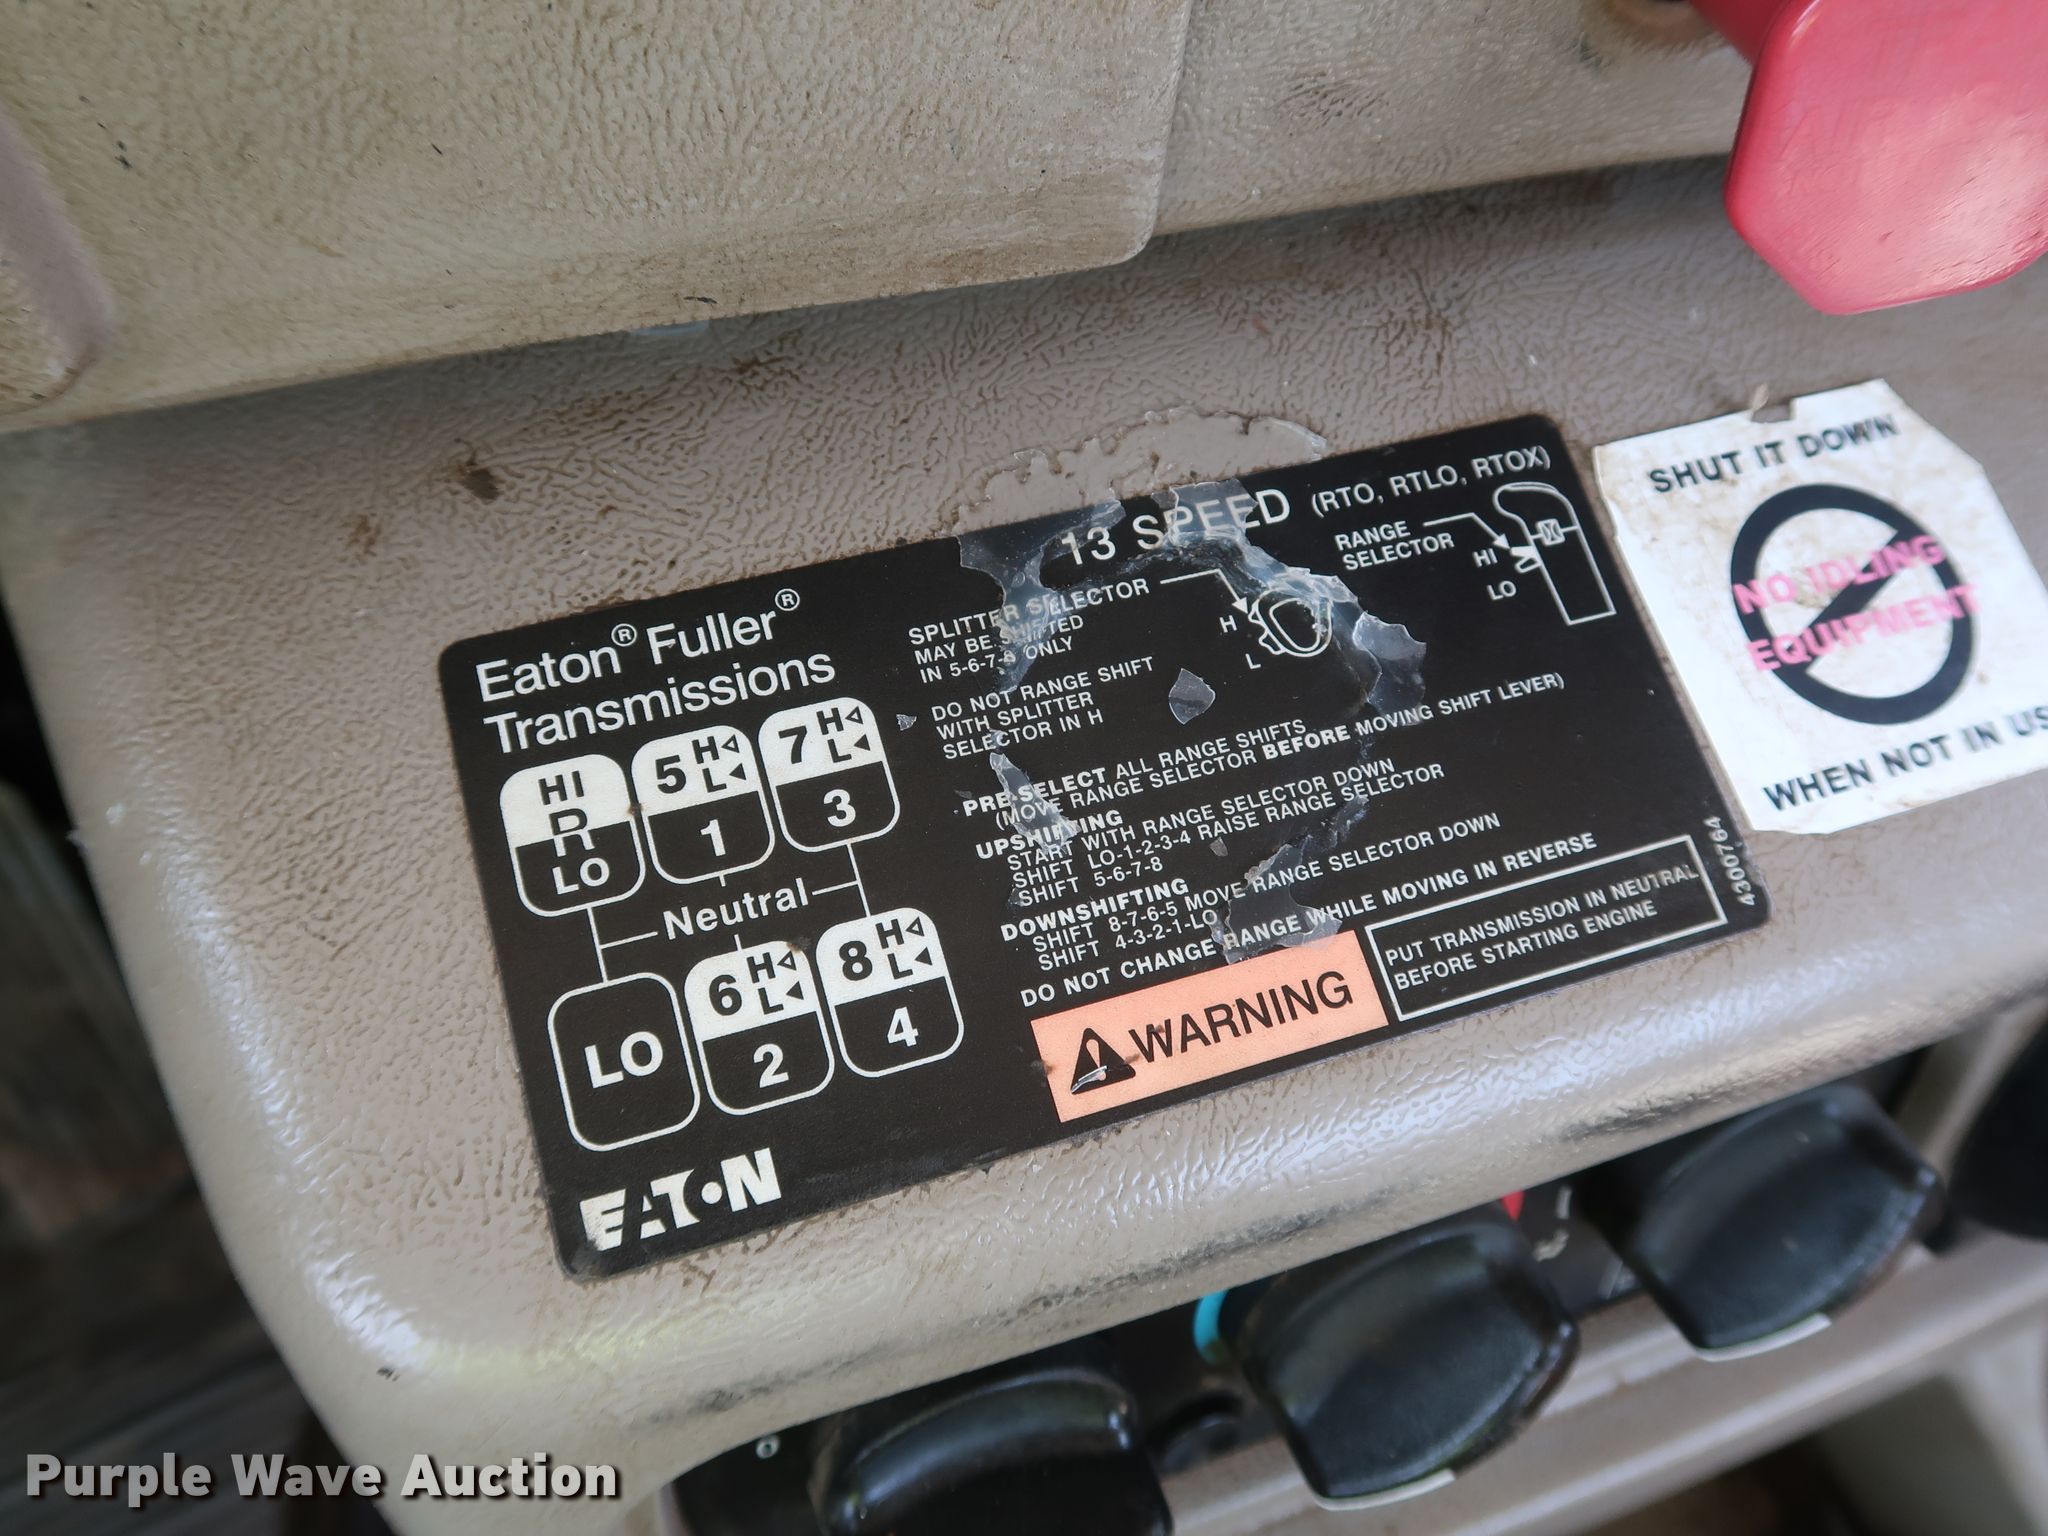 Eaton® Fuller®
Transmissions
HI
R
LO
5 H L
1
7 H L
3
Neutral
LO
6 H L
2
8 H L
4
EATON
13 SPEED (RTO, RTLO, RTOX)
SPLITTER SELECTOR
MAY BE SHIFTED
IN 5-6-7-8 ONLY
H
L
RANGE
SELECTOR
HI
LO
DO NOT RANGE SHIFT
WITH SPLITTER
SELECTOR IN H
PRE-SELECT ALL RANGE SHIFTS
(MOVE RANGE SELECTOR BEFORE MOVING SHIFT LEVER)
UPSHIFTING
START WITH RANGE SELECTOR DOWN
SHIFT LO-1-2-3-4 RAISE RANGE SELECTOR
SHIFT 5-6-7-8
DOWNSHIFTING
SHIFT 8-7-6-5 MOVE RANGE SELECTOR DOWN
SHIFT 4-3-2-1-LO
DO NOT CHANGE RANGE WHILE MOVING IN REVERSE
WARNING
PUT TRANSMISSION IN NEUTRAL
BEFORE STARTING ENGINE
4300764
SHUT IT DOWN
NO IDLING
EQUIPMENT
WHEN NOT IN US
Purple Wave Auction